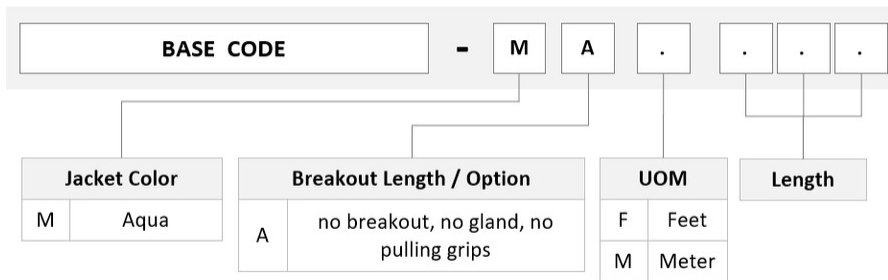 BASE CODE - M A . . . .
Jacket Color
M Aqua
Breakout Length / Option
A no breakout, no gland, no
pulling grips
UOM
F Feet
M Meter
Length